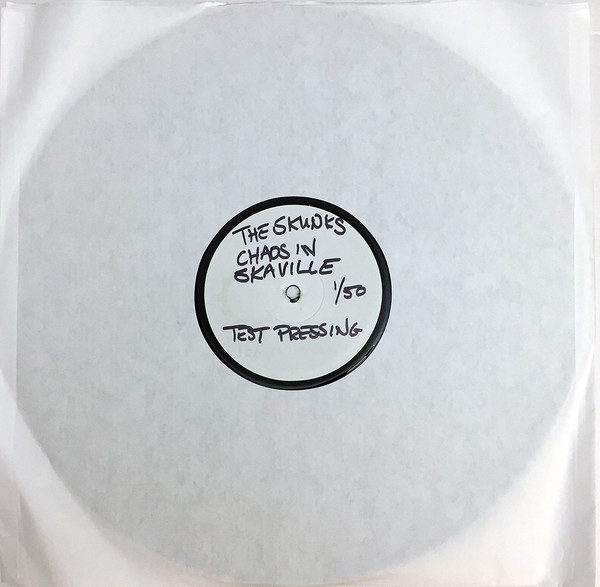 THE SKUNKS
CHAOS IN
SKAVILLE
1/50
TEST PRESSING